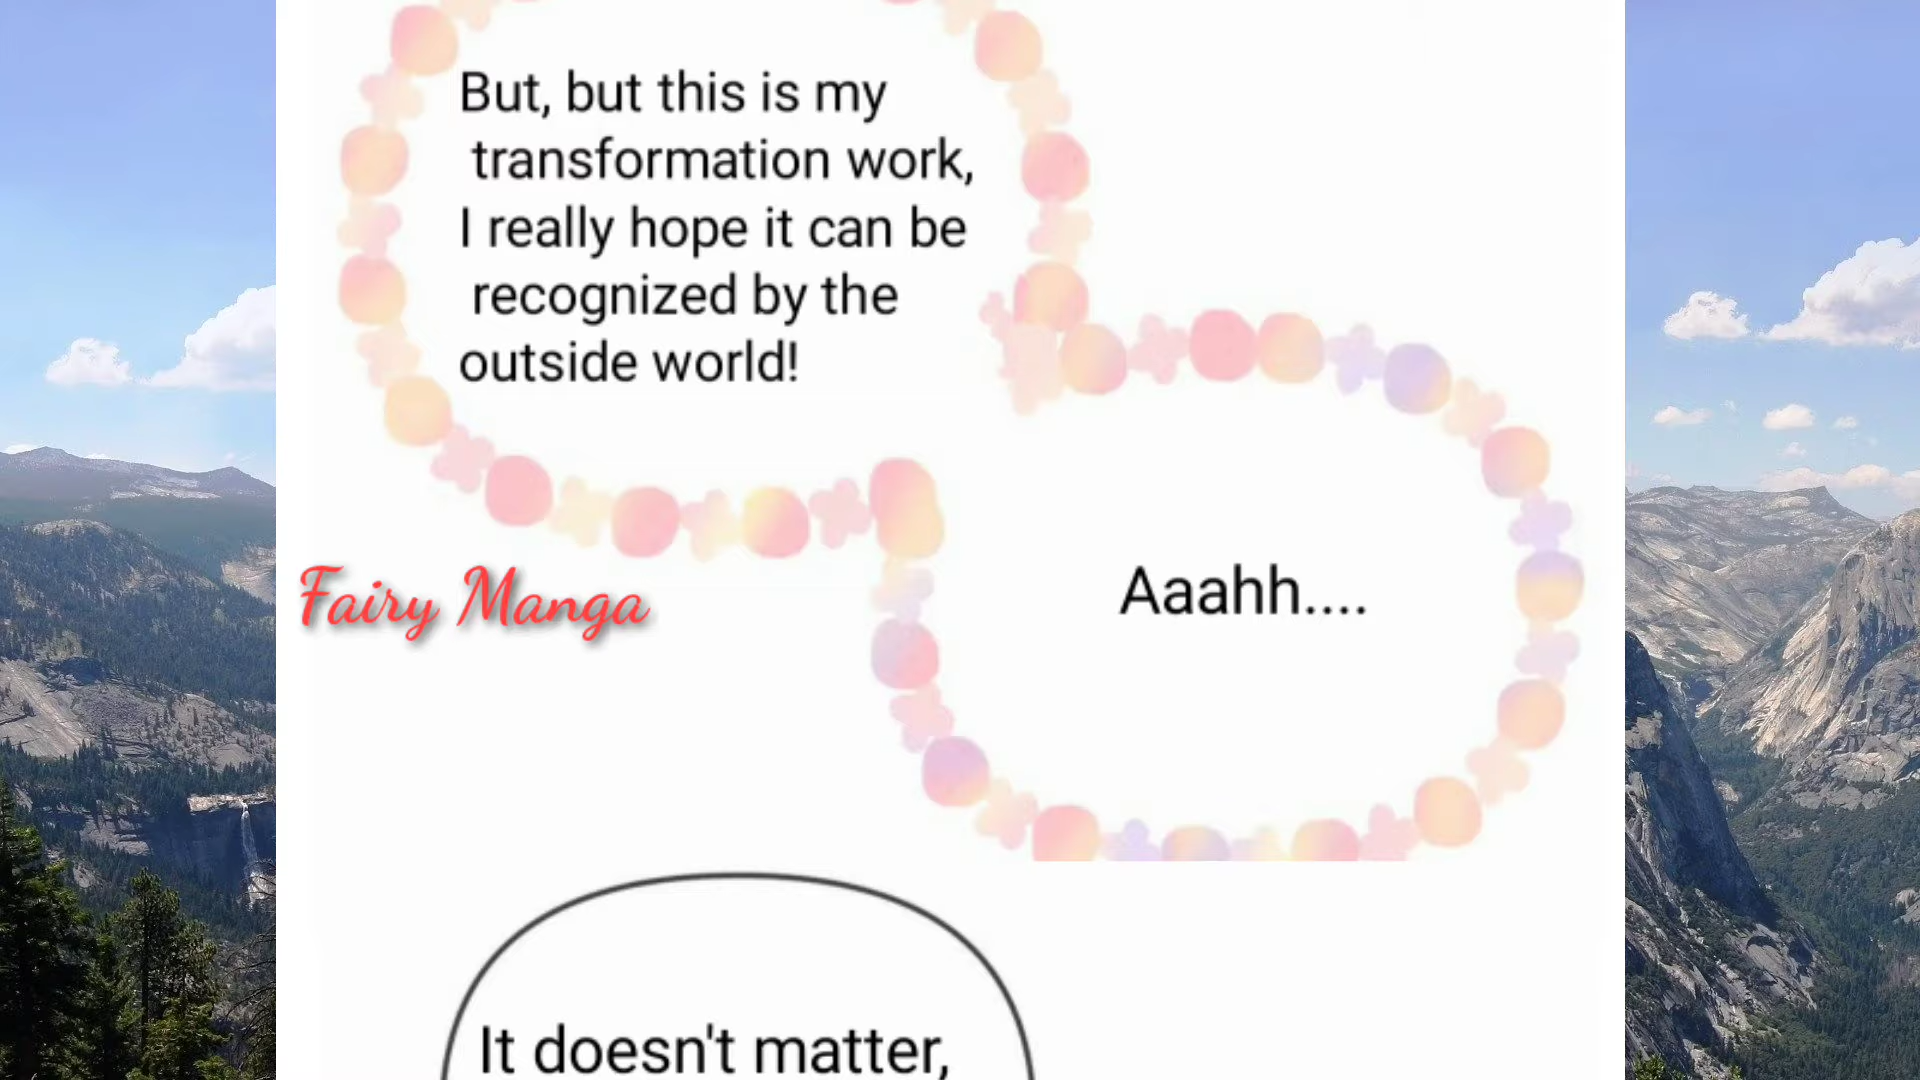 But, but this is my
transformation work,
I really hope it can be
recognized by the
outside world!
Fairy Manga
Aaahh....
It doesn't matter,